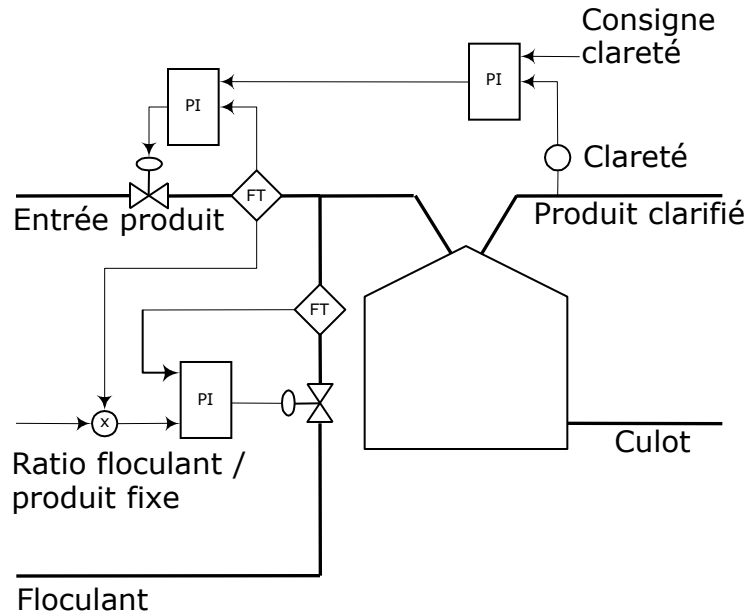 Consigne
clareté
PI
PI
Clareté
FT
Entrée produit
Produit clarifié
FT
PI
x
Culot
Ratio floculant /
produit fixe
Floculant